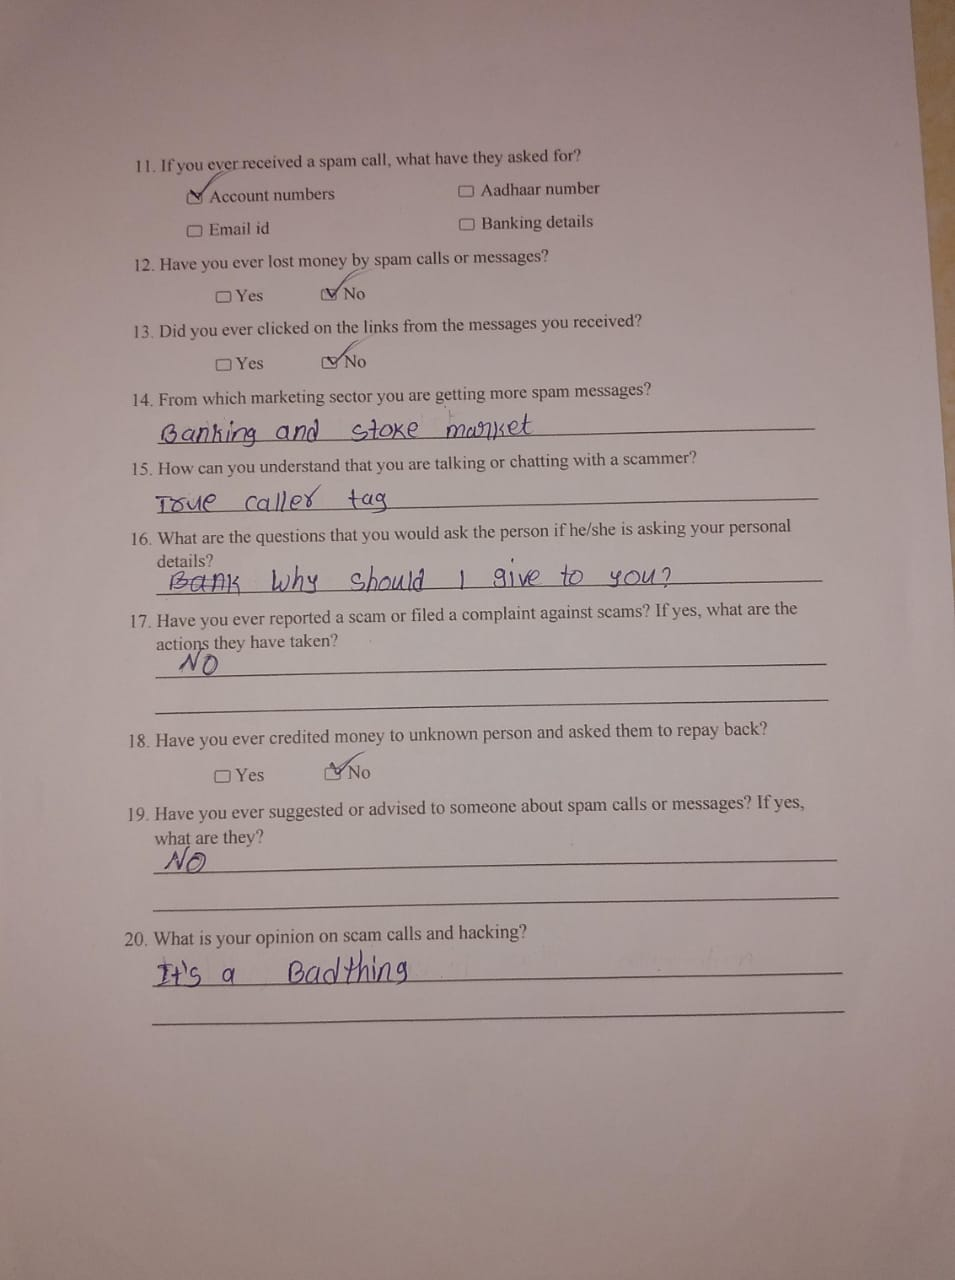 11. If you ever received a spam call, what have they asked for?
☑ Account numbers ☐ Aadhaar number
☐ Email id ☐ Banking details
12. Have you ever lost money by spam calls or messages?
☐ Yes ☑ No
13. Did you ever clicked on the links from the messages you received?
☐ Yes ☑ No
14. From which marketing sector you are getting more spam messages?
Banking and stoke market
15. How can you understand that you are talking or chatting with a scammer?
True caller tag
16. What are the questions that you would ask the person if he/she is asking your personal
details?
Bank Why should I give to you?
17. Have you ever reported a scam or filed a complaint against scams? If yes, what are the
actions they have taken?
NO
18. Have you ever credited money to unknown person and asked them to repay back?
☐ Yes ☑ No
19. Have you ever suggested or advised to someone about spam calls or messages? If yes,
what are they?
NO
20. What is your opinion on scam calls and hacking?
It's a Bad thing